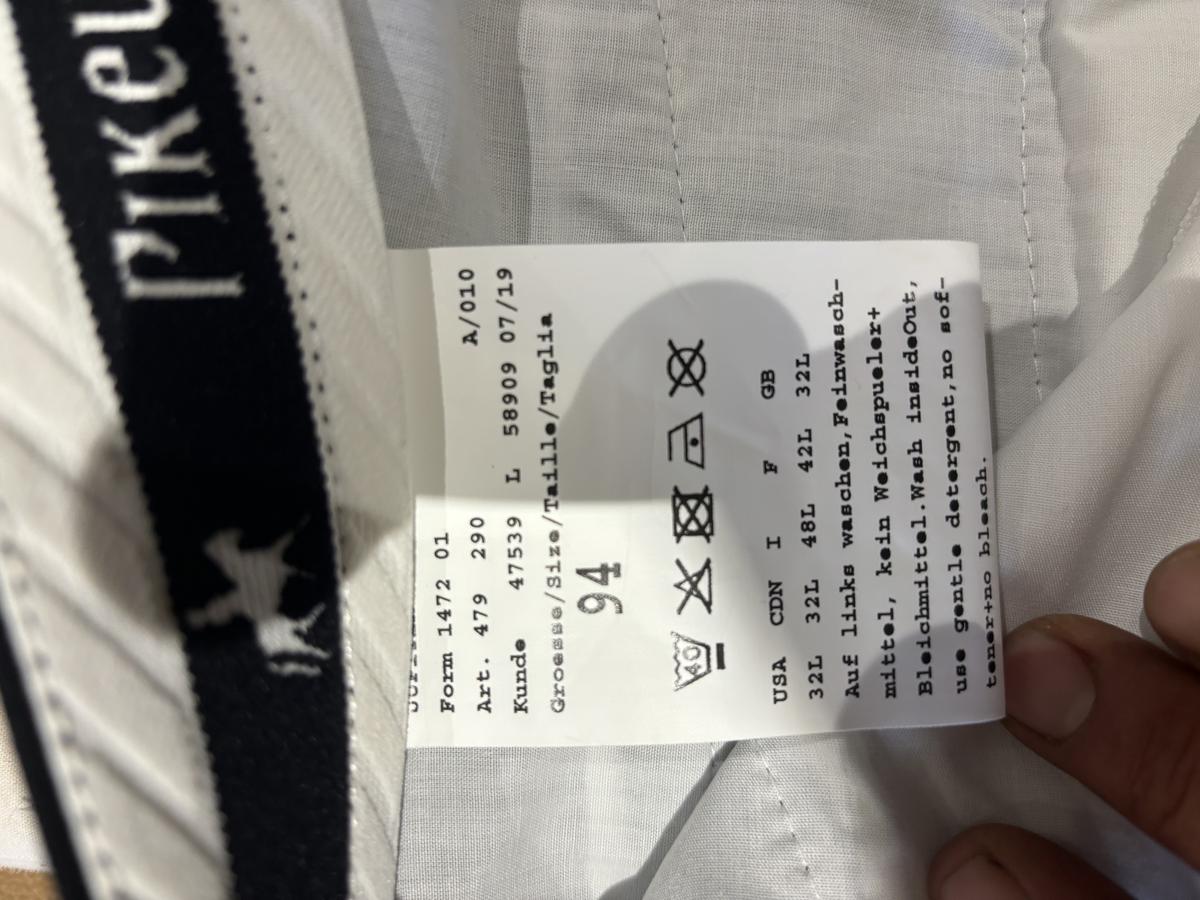 PIKEU
Form 1472 01
Art. 479 290 A/010
Kunde 47539 L 58909 07/19
Groesse/Size/Taille/Taglia
94
40
USA CDN I F GB
32L 32L 48L 42L 32L
Auf links waschen,Feinwasch-
mittel, kein Weichspueler+
Bleichmittel.Wash insideOut,
use gentle detergent,no sof-
tener+no bleach.